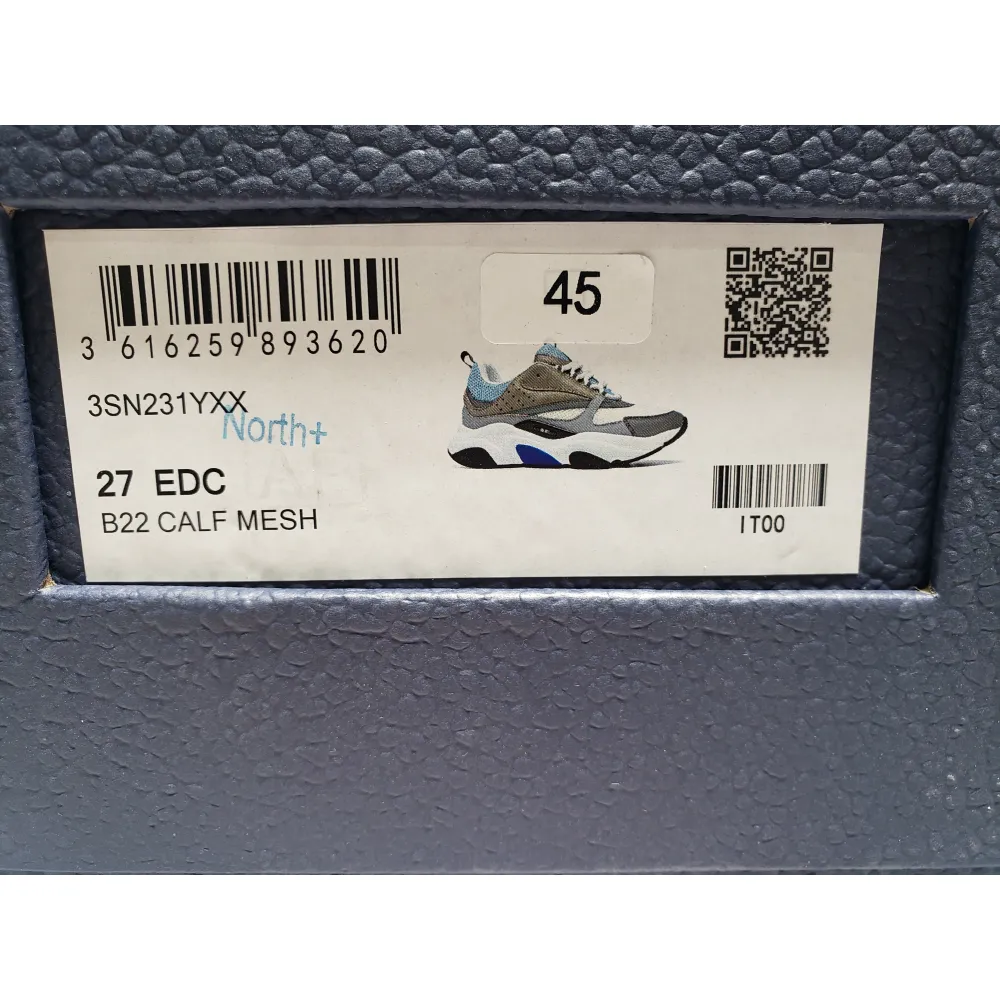 3 616259 893620
45
3SN231YXX
North+
27 EDC
B22 CALF MESH
IT00